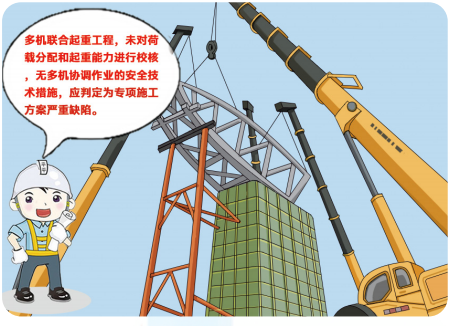 多机联合起重工程，未对荷
载分配和起重能力进行校核
，无多机协调作业的安全技
术措施，应判定为专项施工
方案严重缺陷。